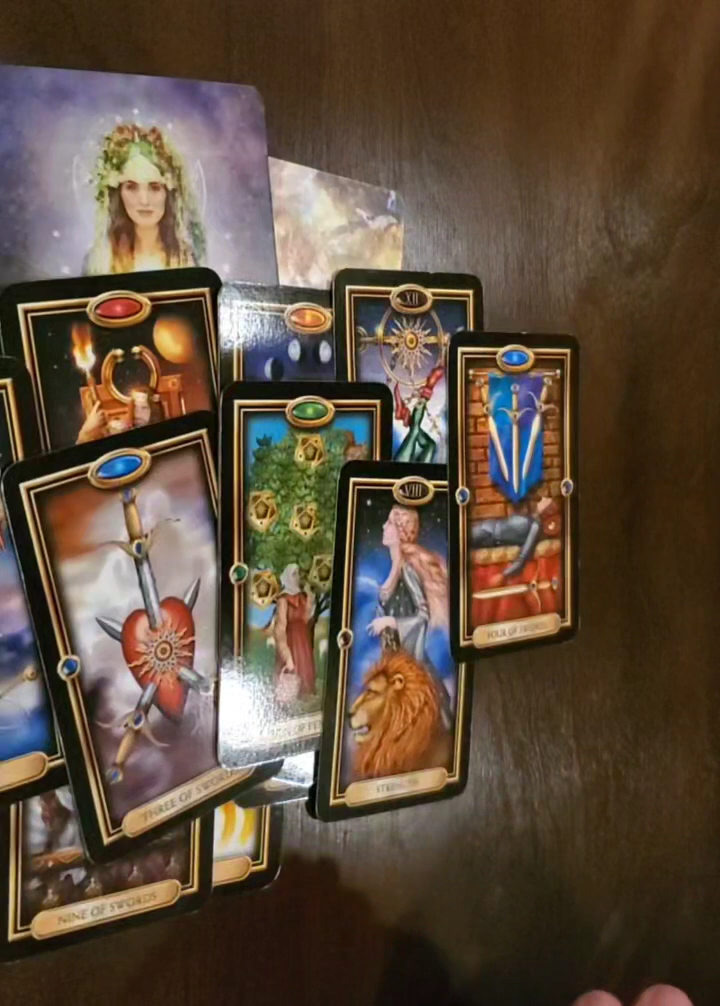 XII
VIII
FOUR OF SWORDS
STRENGTH
THREE OF SWORDS
NINE OF SWORDS